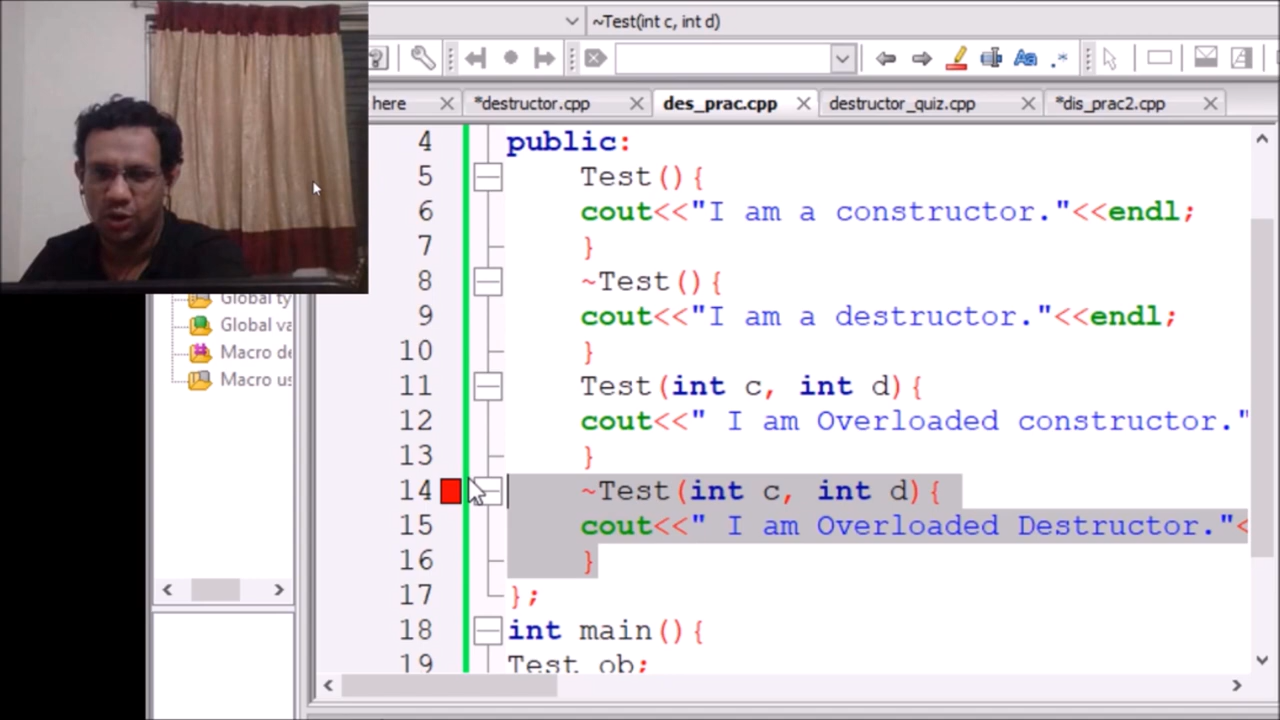 ~Test(int c, int d)
here
*destructor.cpp
des_prac.cpp
destructor_quiz.cpp
*dis_prac2.cpp
Global ty
Global va
Macro de
Macro us
4 public:
5 Test(){
6 cout<<"I am a constructor."<<endl;
7 }
8 ~Test(){
9 cout<<"I am a destructor."<<endl;
10 }
11 Test(int c, int d){
12 cout<<" I am Overloaded constructor."
13 }
14 ~Test(int c, int d){
15 cout<<" I am Overloaded Destructor."<
16 }
17 };
18 int main(){
19 Test ob;